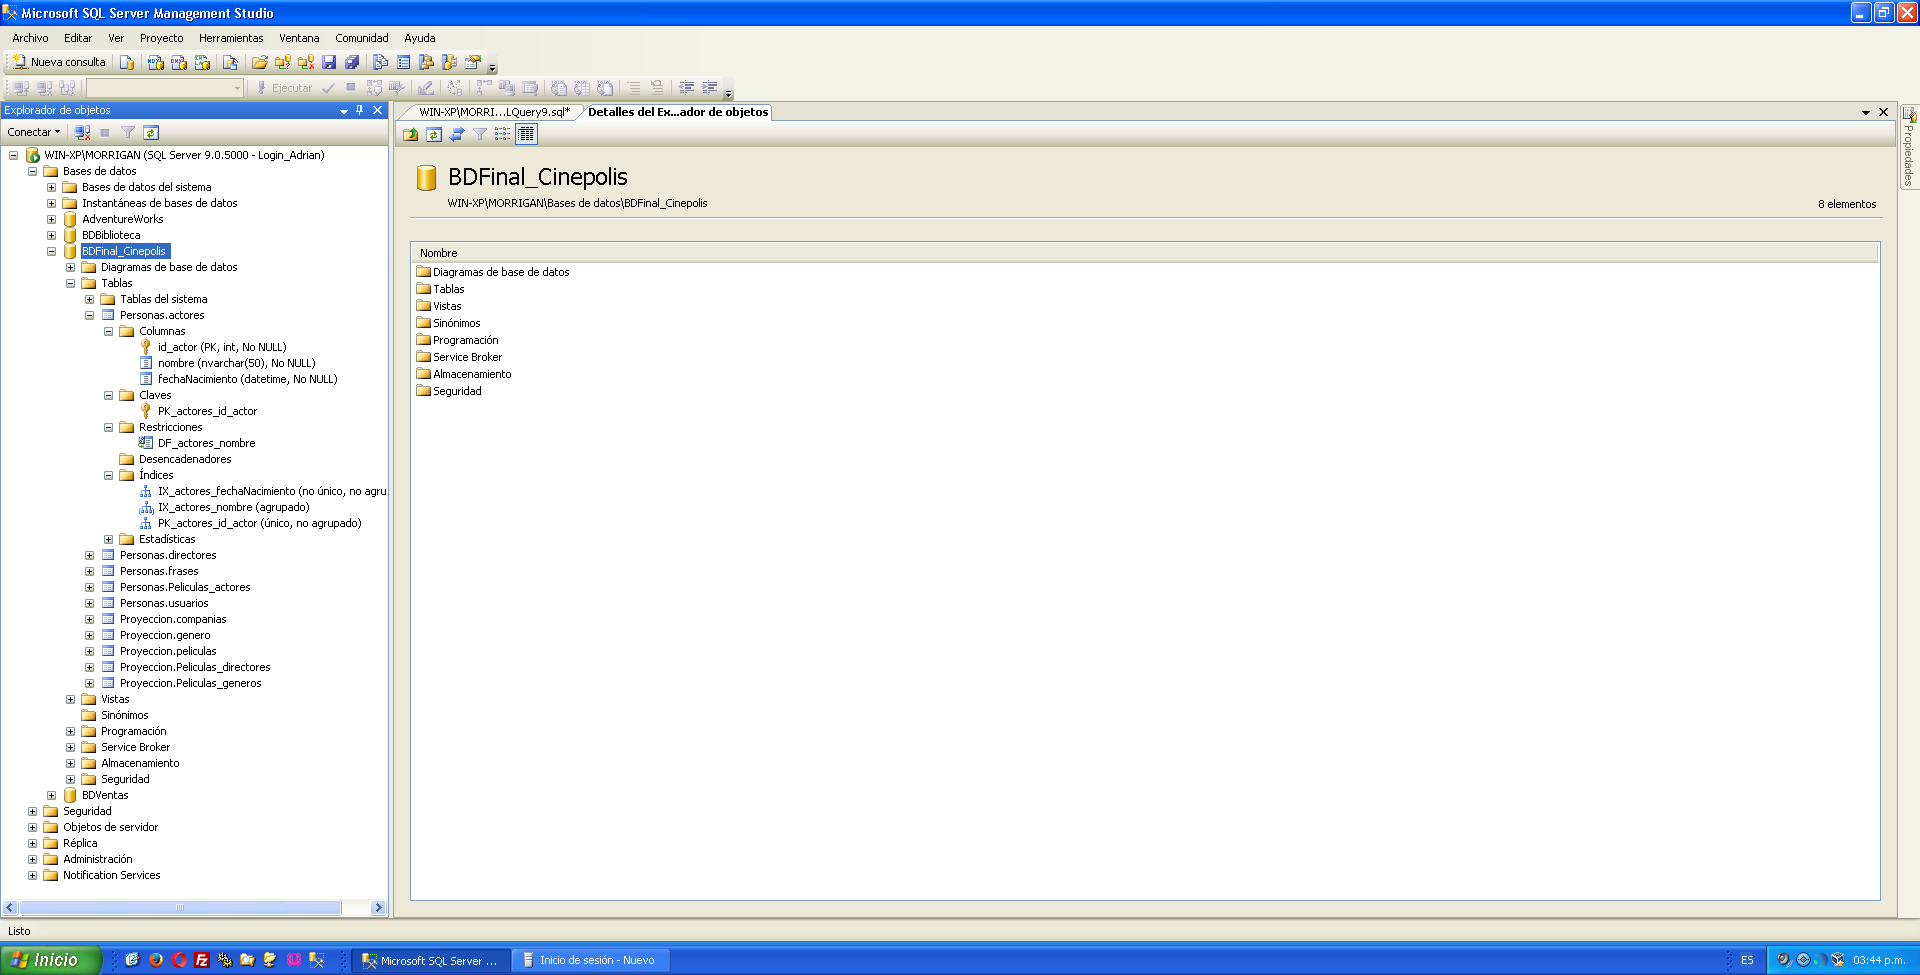 Microsoft SQL Server Management Studio
Archivo Editar Ver Proyecto Herramientas Ventana Comunidad Ayuda
Nueva consulta
Ejecutar
Explorador de objetos
WIN-XP\MORRI...LQuery9.sql* Detalles del Ex...ador de objetos
Conectar
Propiedades
WIN-XP\MORRIGAN (SQL Server 9.0.5000 - Login_Adrian)
Bases de datos
Bases de datos del sistema
Instantáneas de bases de datos
AdventureWorks
BDBiblioteca
BDFinal_Cinepolis
Diagramas de base de datos
Tablas
Tablas del sistema
Personas.actores
Columnas
id_actor (PK, int, No NULL)
nombre (nvarchar(50), No NULL)
fechaNacimiento (datetime, No NULL)
Claves
PK_actores_id_actor
Restricciones
DF_actores_nombre
Desencadenadores
Índices
IX_actores_fechaNacimiento (no único, no agru
IX_actores_nombre (agrupado)
PK_actores_id_actor (único, no agrupado)
Estadísticas
Personas.directores
Personas.frases
Personas.Peliculas_actores
Personas.usuarios
Proyeccion.companias
Proyeccion.genero
Proyeccion.peliculas
Proyeccion.Peliculas_directores
Proyeccion.Peliculas_generos
Vistas
Sinónimos
Programación
Service Broker
Almacenamiento
Seguridad
BDVentas
Seguridad
Objetos de servidor
Réplica
Administración
Notification Services
BDFinal_Cinepolis
WIN-XP\MORRIGAN\Bases de datos\BDFinal_Cinepolis
8 elementos
Nombre
Diagramas de base de datos
Tablas
Vistas
Sinónimos
Programación
Service Broker
Almacenamiento
Seguridad
Listo
Inicio
Microsoft SQL Server ...
Inicio de sesión - Nuevo
ES
03:44 p.m.